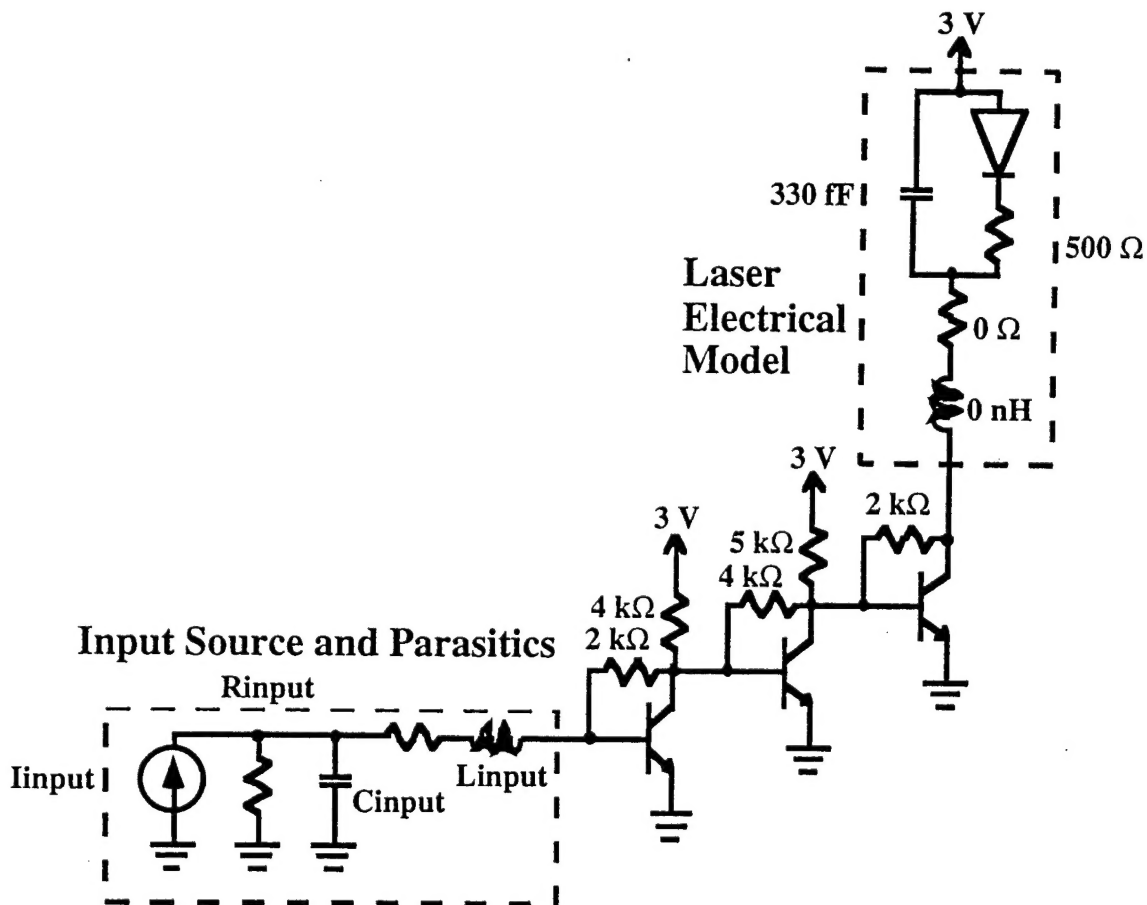 3 V
330 fF
500 Ω
Laser
Electrical
Model
0 Ω
0 nH
3 V
2 kΩ
3 V
5 kΩ
4 kΩ
4 kΩ
2 kΩ
Input Source and Parasitics
Rinput
Iinput
Cinput
Linput